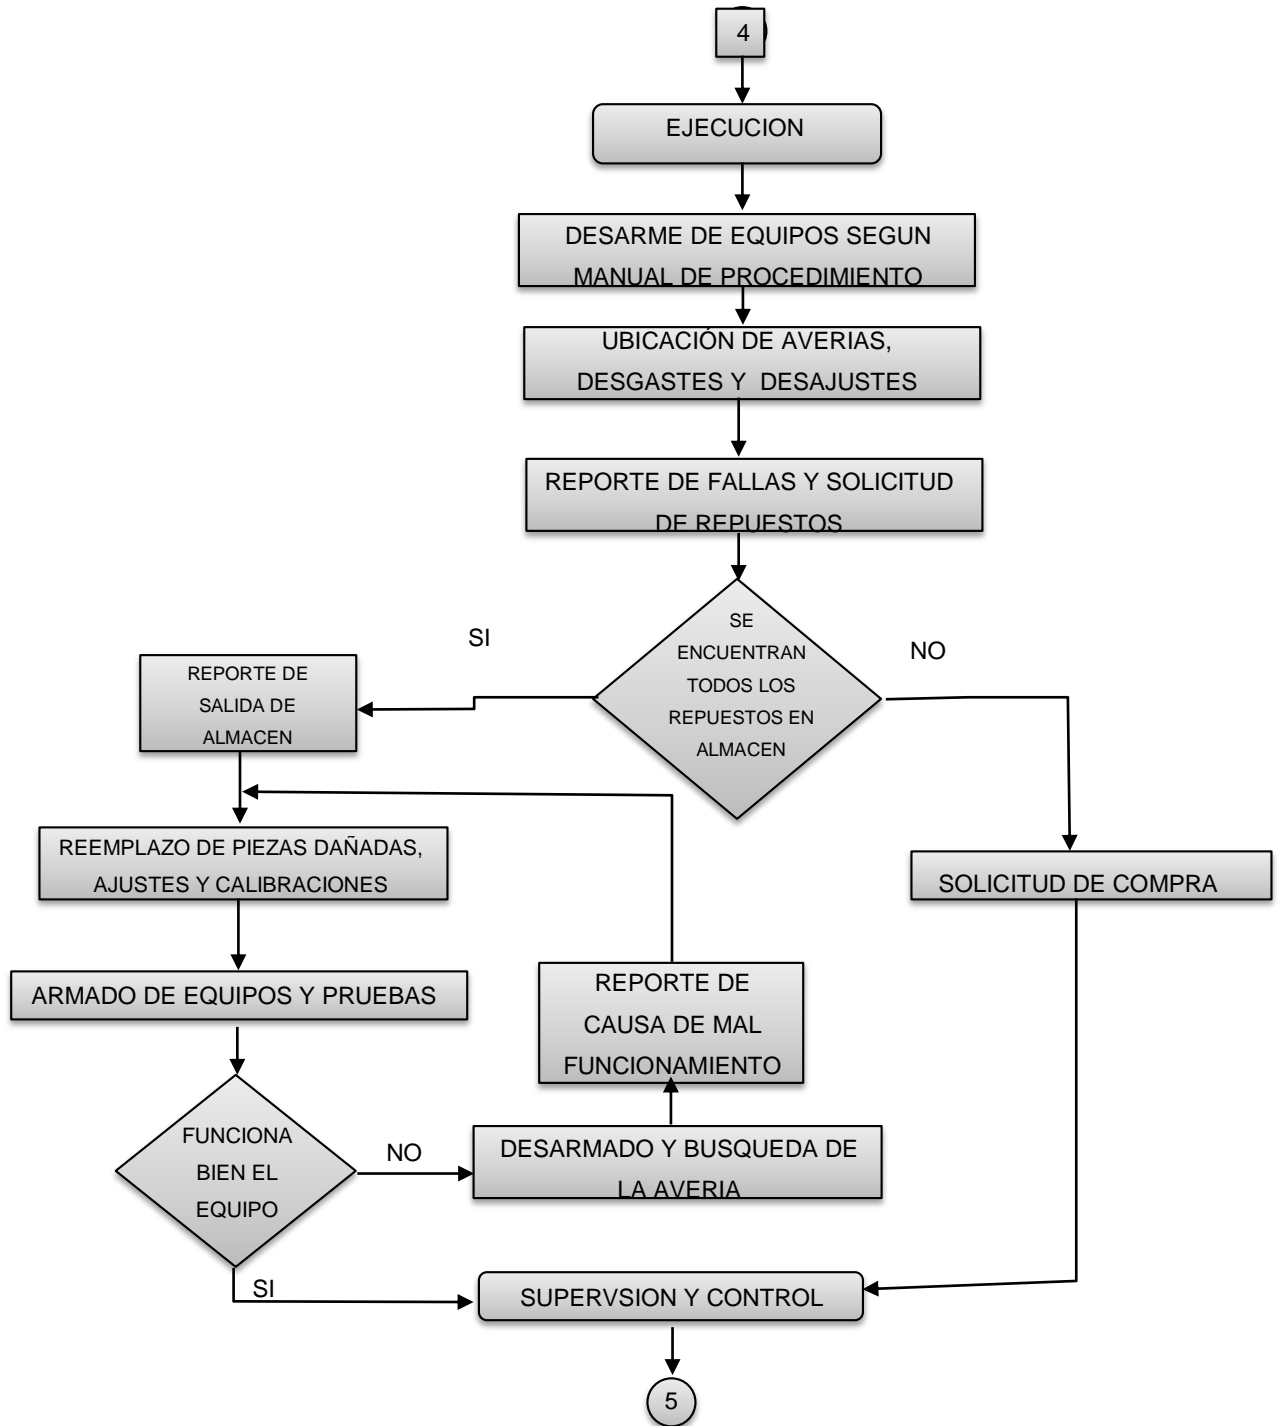 4
EJECUCION
DESARME DE EQUIPOS SEGUN
MANUAL DE PROCEDIMIENTO
UBICACIÓN DE AVERIAS,
DESGASTES Y DESAJUSTES
REPORTE DE FALLAS Y SOLICITUD
DE REPUESTOS
SE
ENCUENTRAN
TODOS LOS
REPUESTOS EN
ALMACEN
SI
NO
REPORTE DE
SALIDA DE
ALMACEN
REEMPLAZO DE PIEZAS DAÑADAS,
AJUSTES Y CALIBRACIONES
SOLICITUD DE COMPRA
ARMADO DE EQUIPOS Y PRUEBAS
REPORTE DE
CAUSA DE MAL
FUNCIONAMIENTO
FUNCIONA
BIEN EL
EQUIPO
NO
DESARMADO Y BUSQUEDA DE
LA AVERIA
SI
SUPERVSION Y CONTROL
5